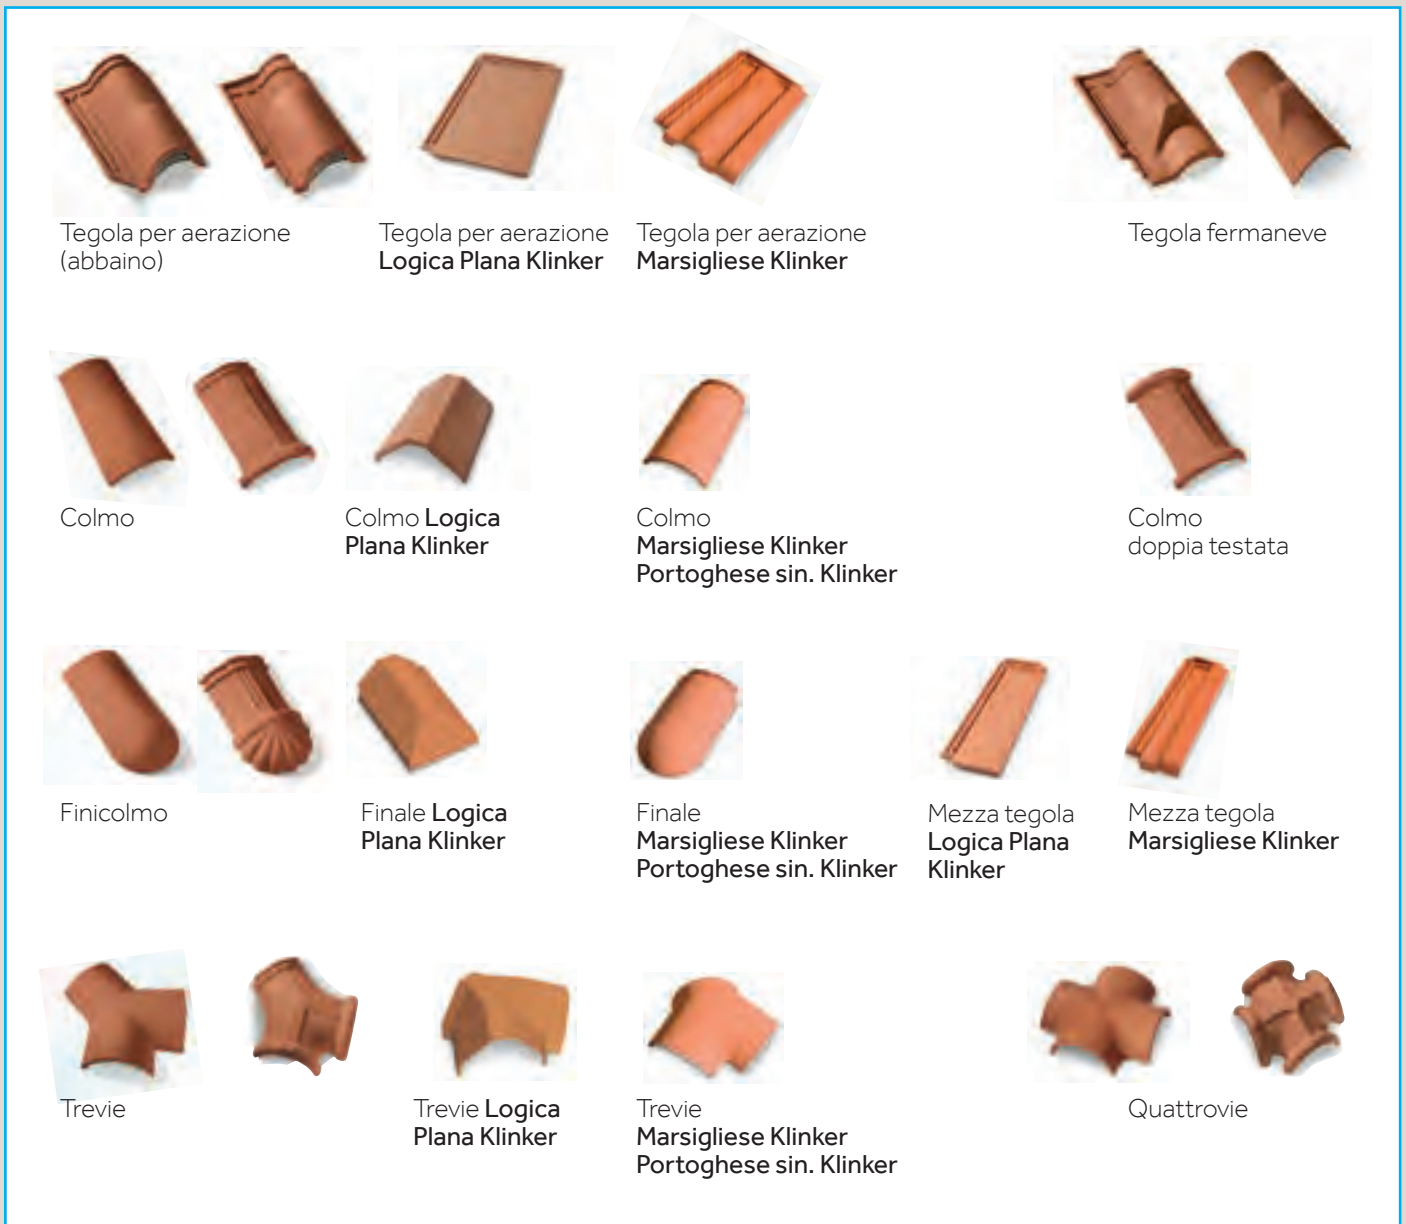 Tegola per aerazione
(abbaino)
Tegola per aerazione
Logica Plana Klinker
Tegola per aerazione
Marsigliese Klinker
Tegola fermaneve
Colmo
Colmo Logica
Plana Klinker
Colmo
Marsigliese Klinker
Portoghese sin. Klinker
Colmo
doppia testata
Finicolmo
Finale Logica
Plana Klinker
Finale
Marsigliese Klinker
Portoghese sin. Klinker
Mezza tegola
Logica Plana
Klinker
Mezza tegola
Marsigliese Klinker
Trevie
Trevie Logica
Plana Klinker
Trevie
Marsigliese Klinker
Portoghese sin. Klinker
Quattrovie